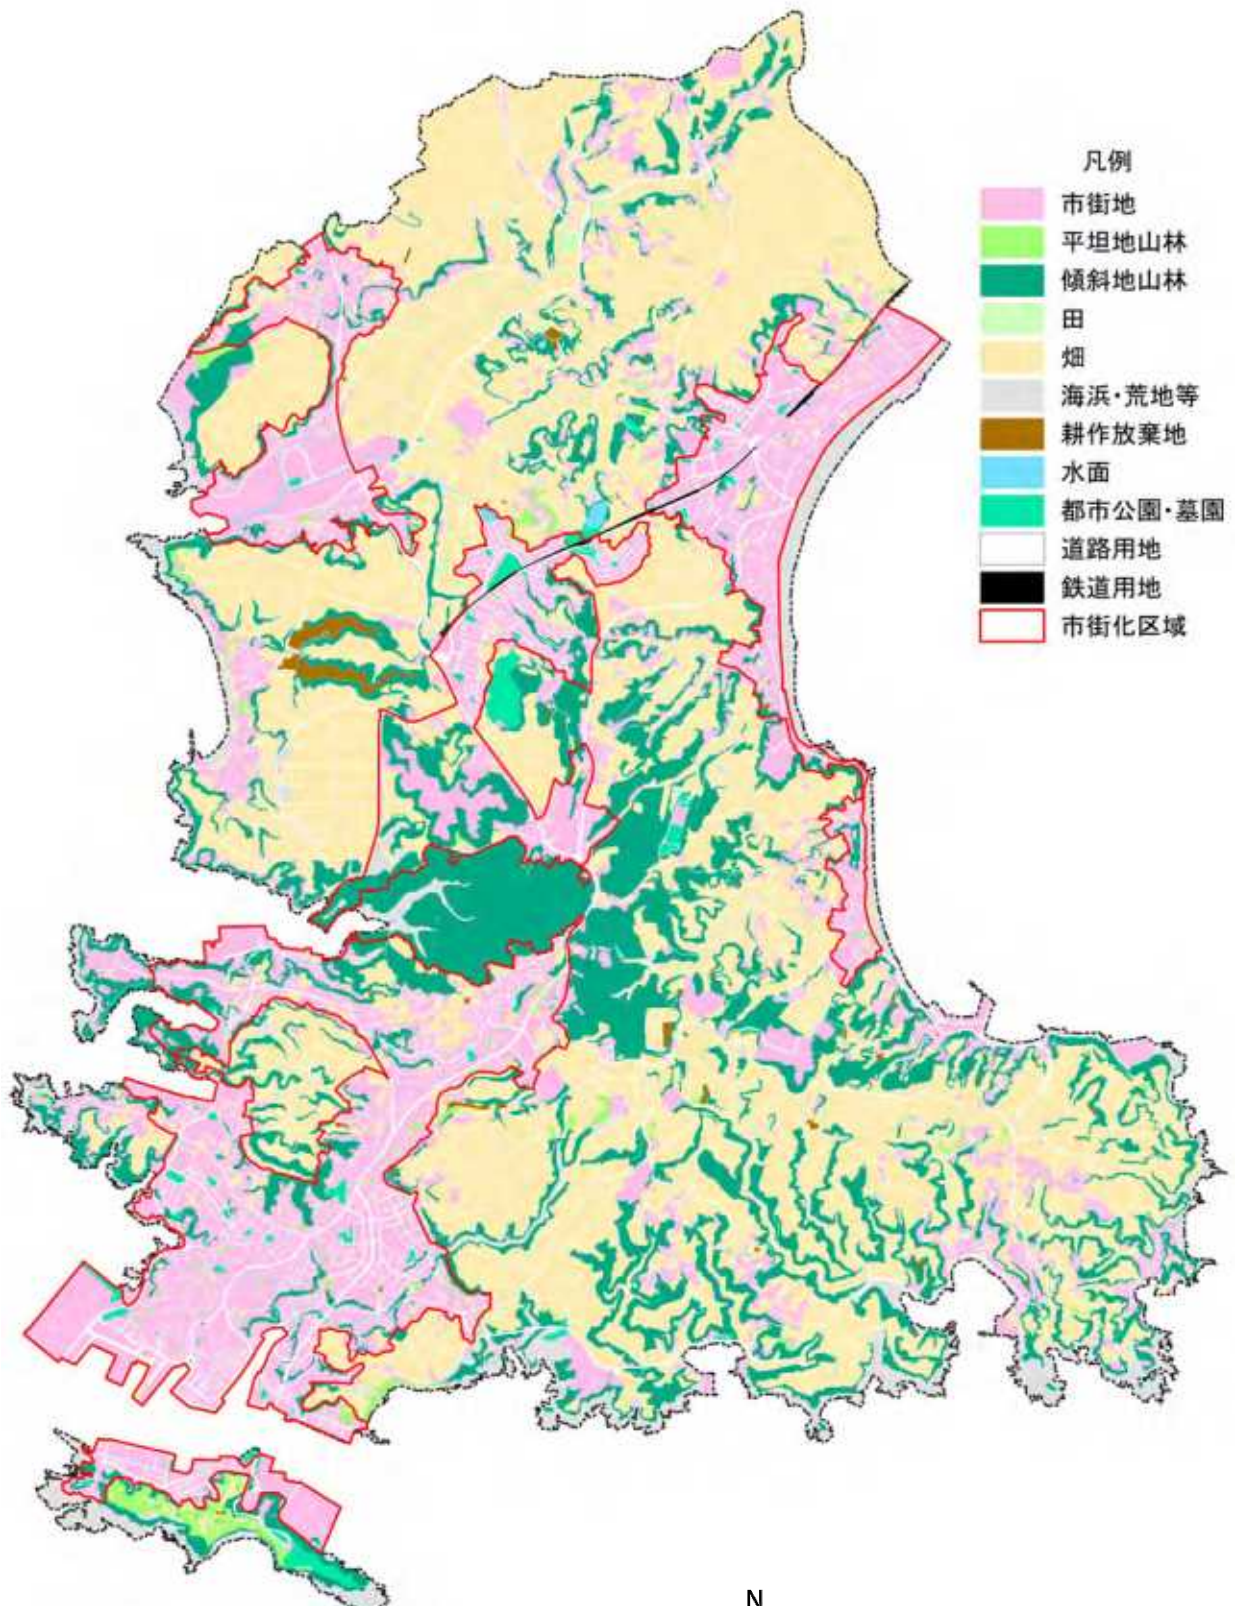 凡例
市街地
平坦地山林
傾斜地山林
田
畑
海浜・荒地等
耕作放棄地
水面
都市公園・墓園
道路用地
鉄道用地
市街化区域
N